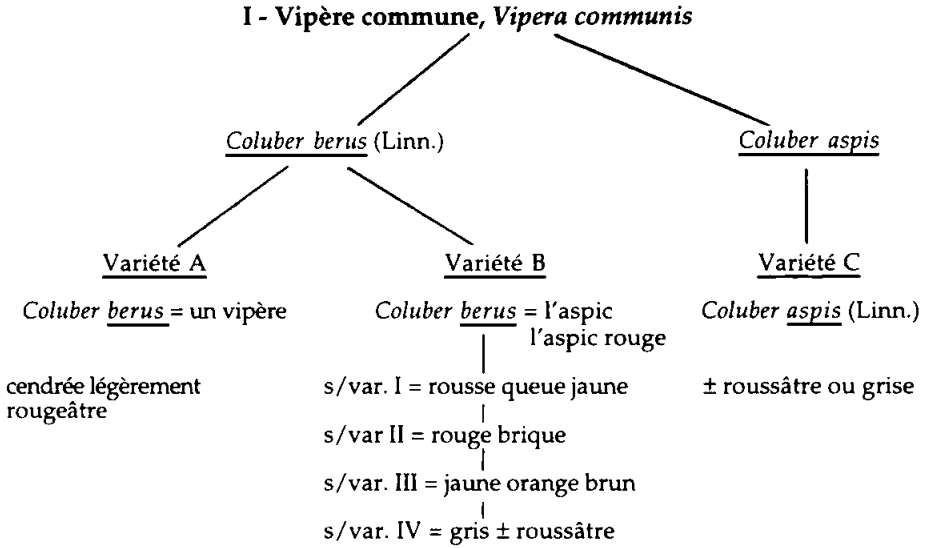 I - Vipère commune, Vipera communis
Coluber berus (Linn.)
Coluber aspis
Variété A
Variété B
Variété C
Coluber berus = un vipère
Coluber berus = l'aspic
l'aspic rouge
Coluber aspis (Linn.)
cendrée légèrement
rougeâtre
s/var. I = rousse queue jaune
s/var II = rouge brique
s/var. III = jaune orange brun
s/var. IV = gris ± roussâtre
± roussâtre ou grise